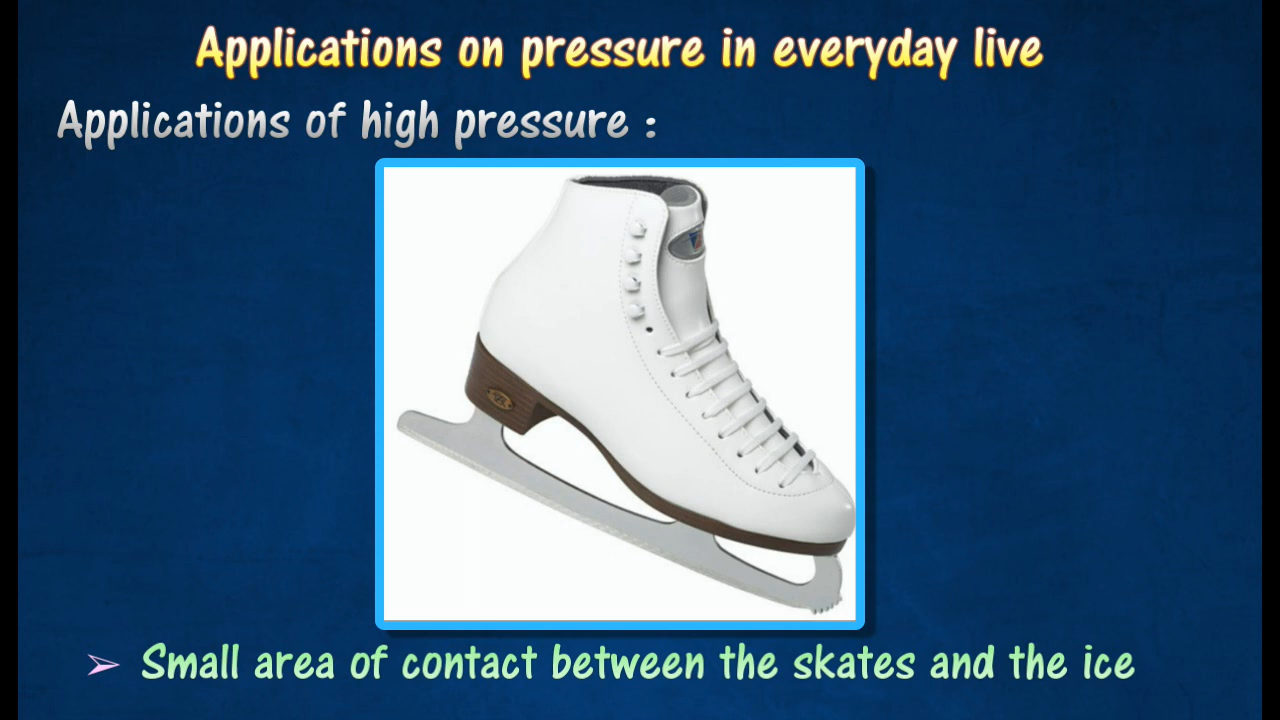 Applications on pressure in everyday live
Applications of high pressure :
➢ Small area of contact between the skates and the ice